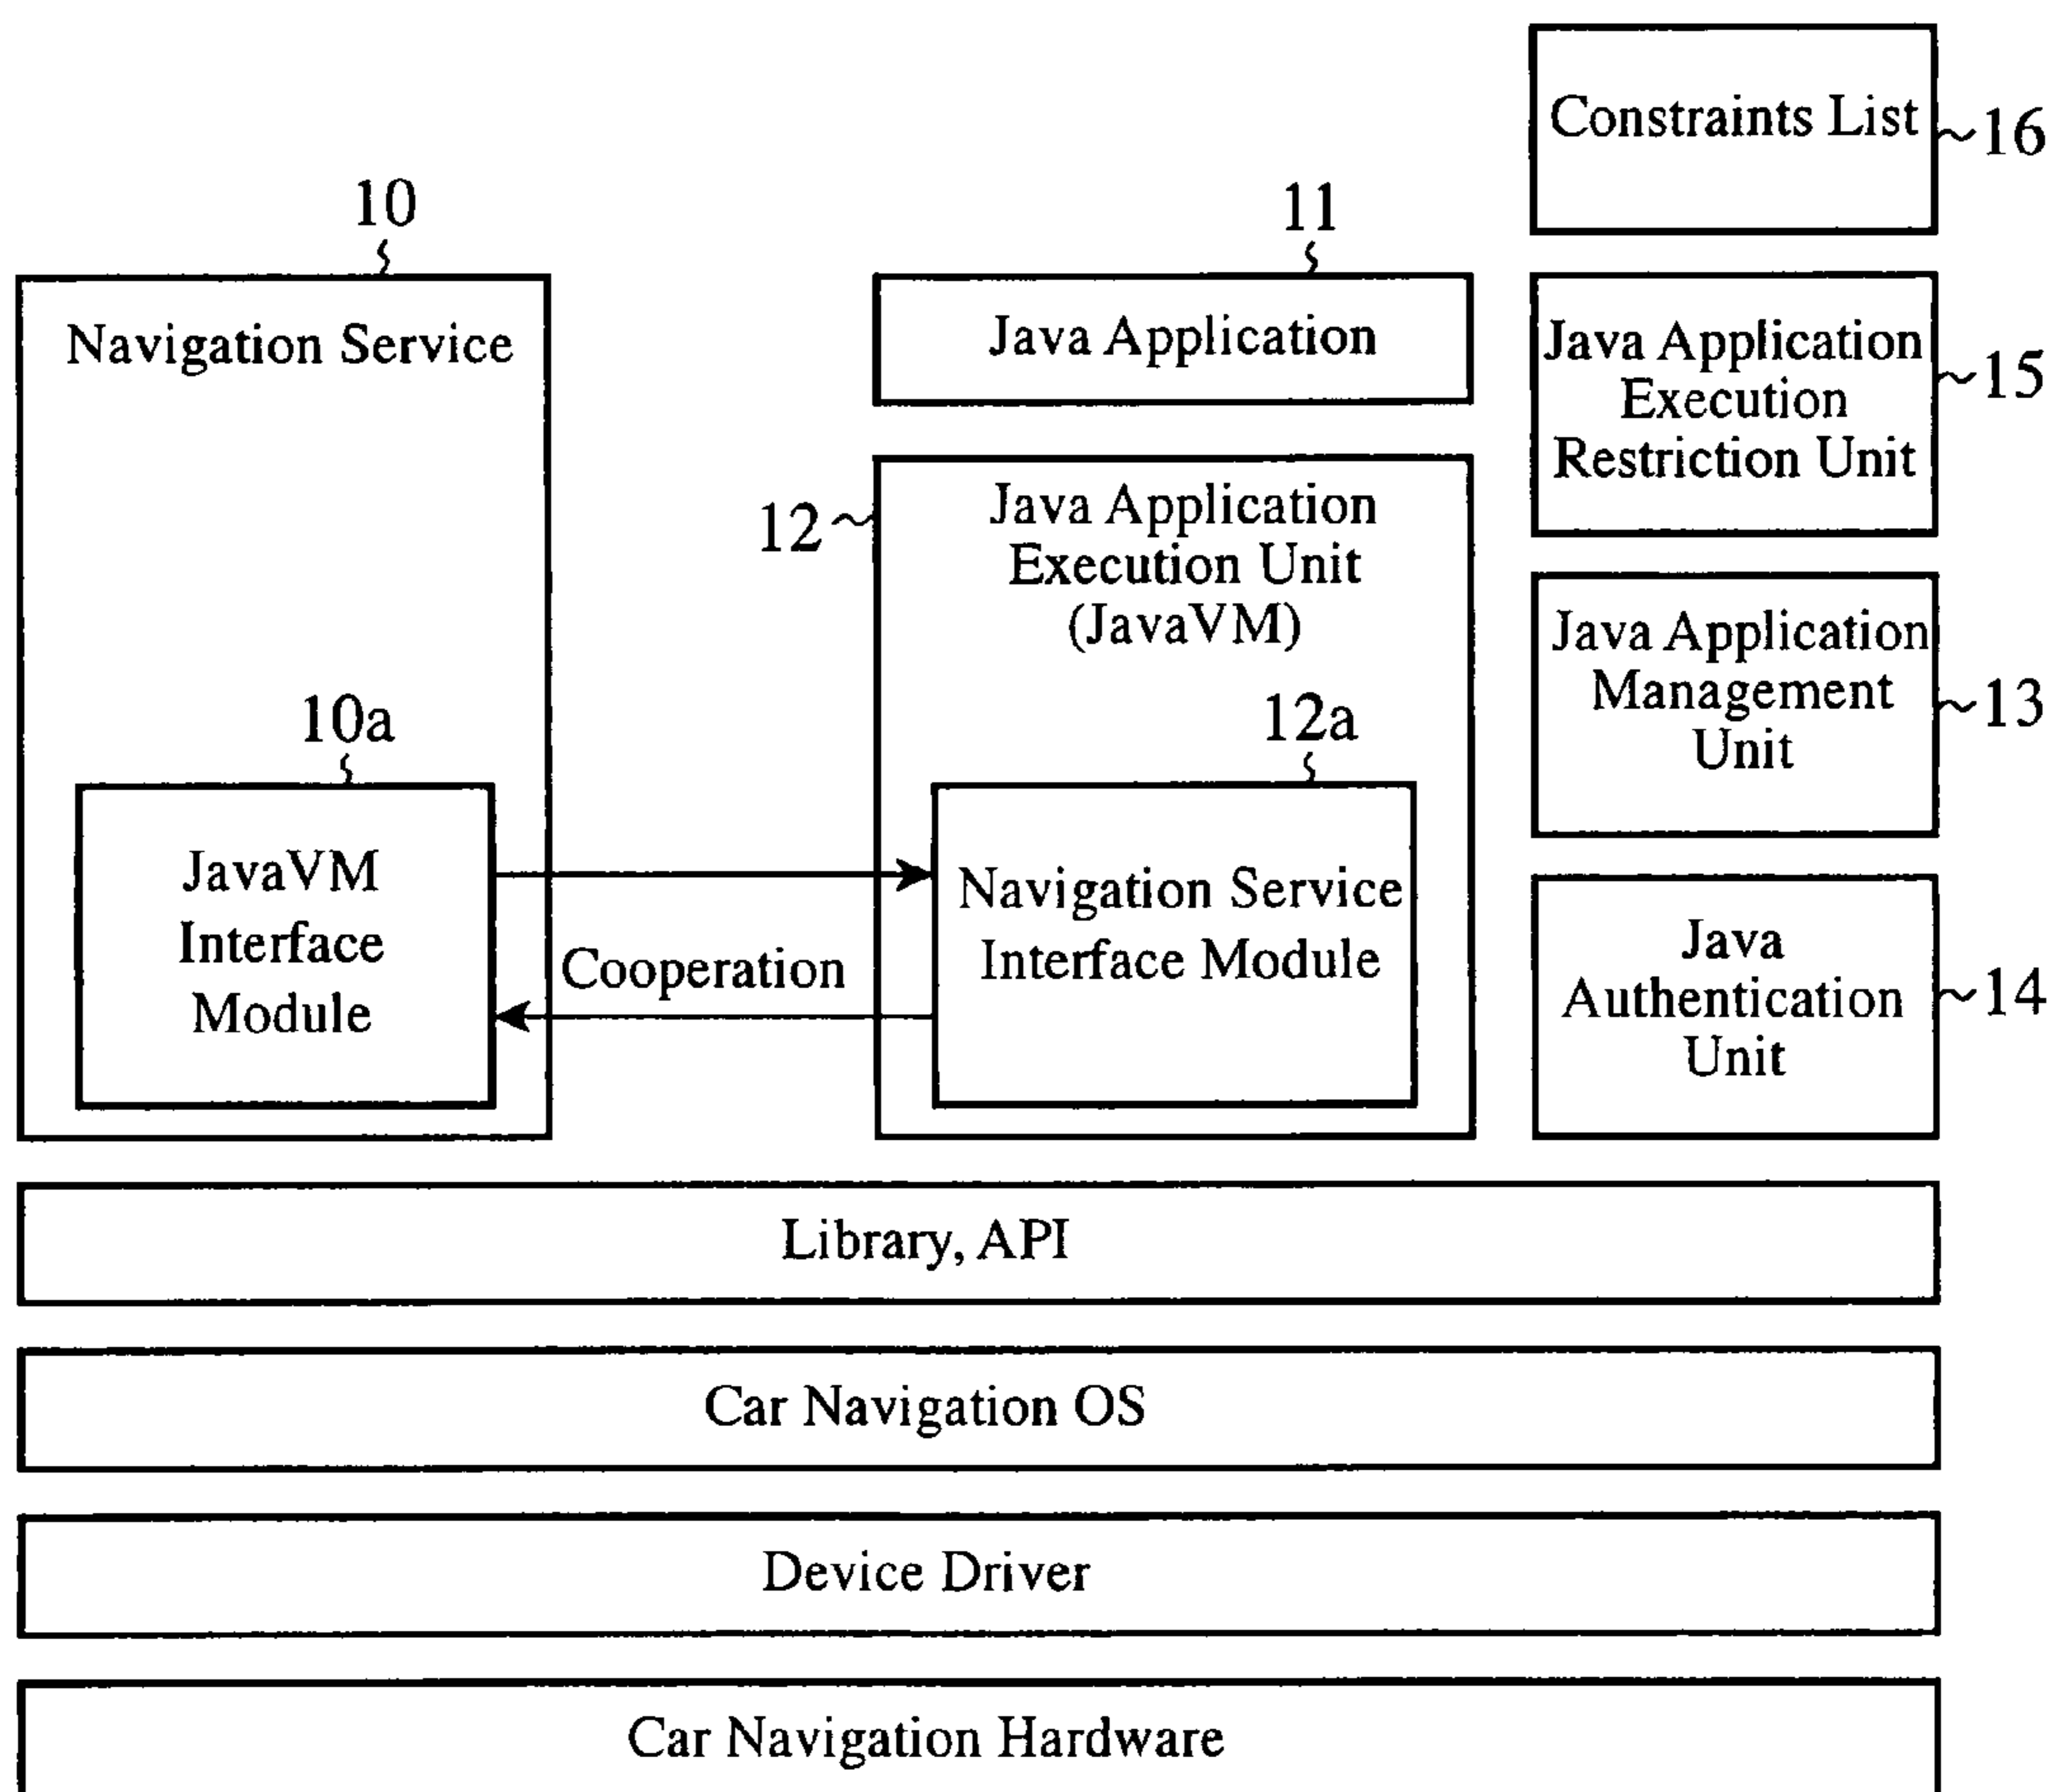 Constraints List
16
10
11
Navigation Service
Java Application
Java Application
Execution
Restriction Unit
15
12
Java Application
Execution Unit
(JavaVM)
Java Application
Management
Unit
13
10a
12a
JavaVM
Interface
Module
Cooperation
Navigation Service
Interface Module
Java
Authentication
Unit
14
Library, API
Car Navigation OS
Device Driver
Car Navigation Hardware